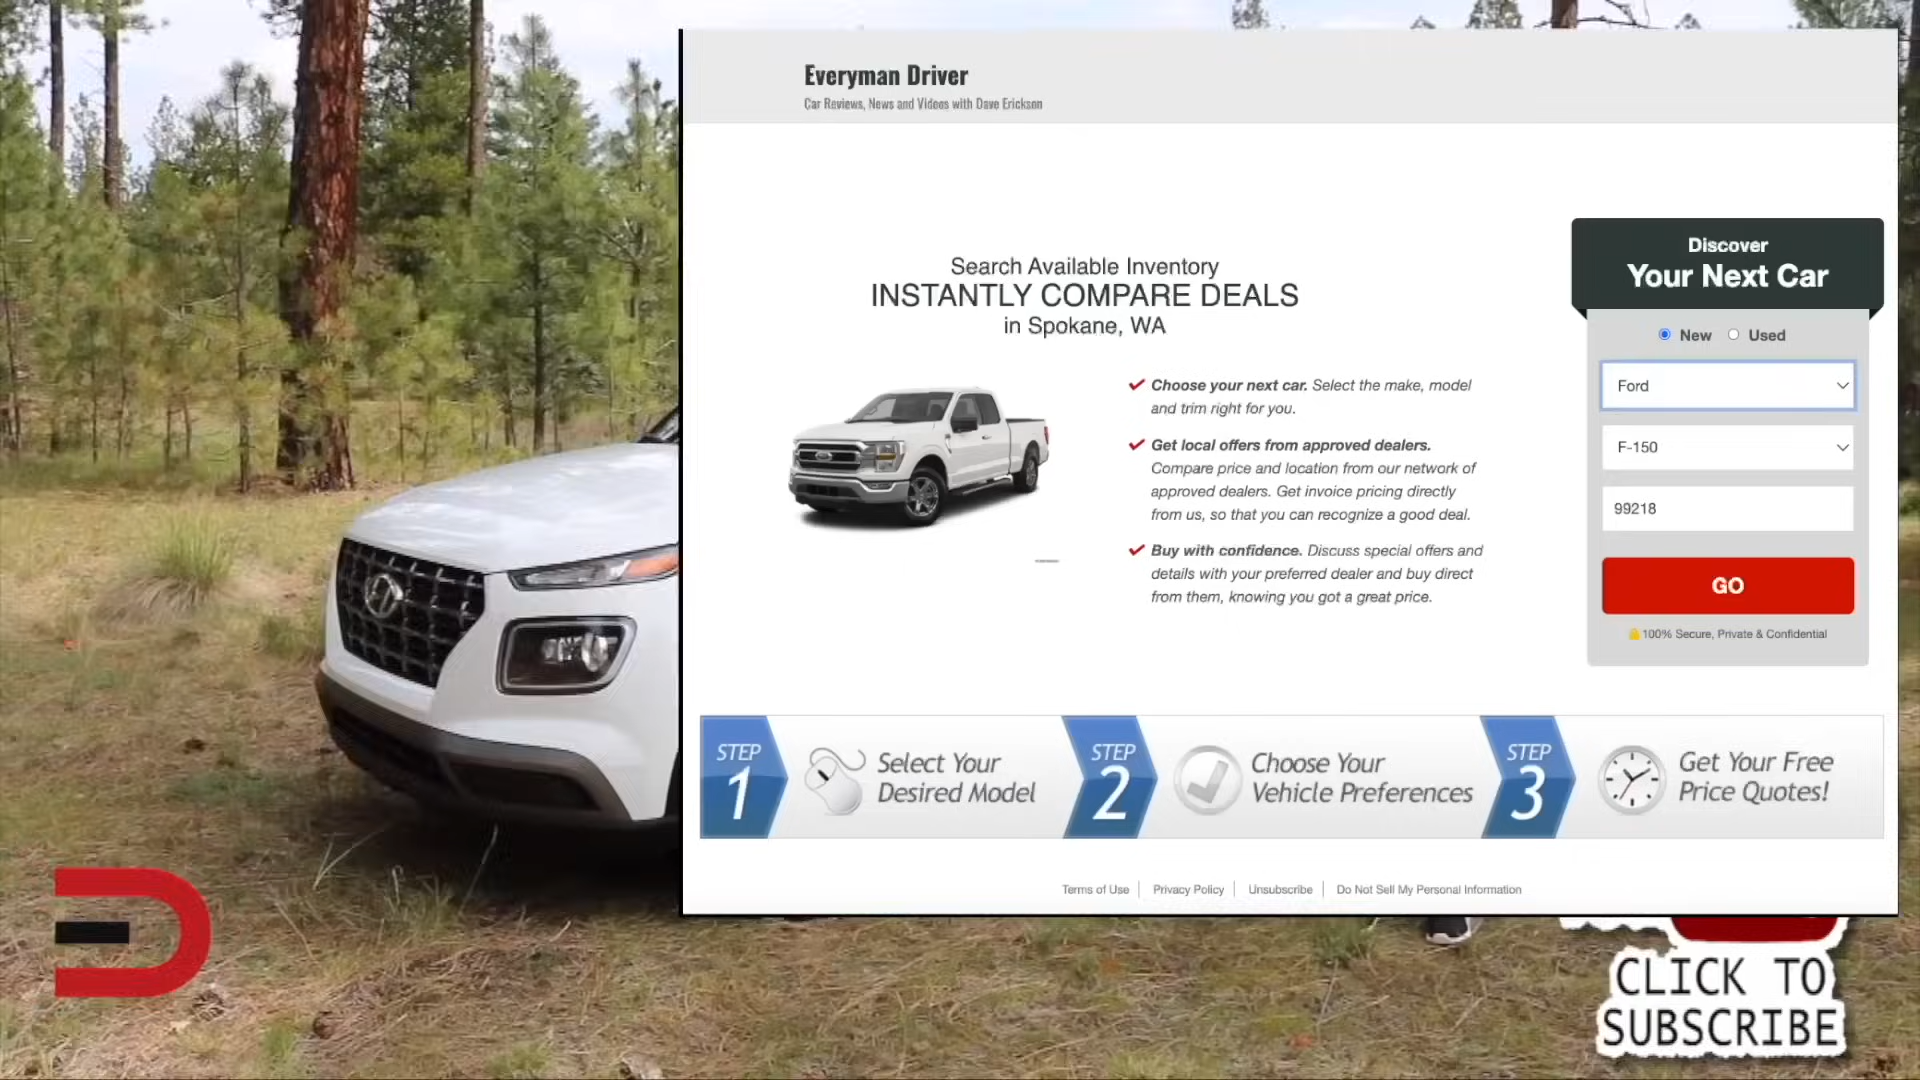 Everyman Driver
Car Reviews, News and Videos with Dave Erickson
Search Available Inventory
INSTANTLY COMPARE DEALS
in Spokane, WA
Choose your next car. Select the make, model
and trim right for you.
Get local offers from approved dealers.
Compare price and location from our network of
approved dealers. Get invoice pricing directly
from us, so that you can recognize a good deal.
Buy with confidence. Discuss special offers and
details with your preferred dealer and buy direct
from them, knowing you got a great price.
Discover
Your Next Car
New Used
Ford
F-150
99218
GO
100% Secure, Private & Confidential
STEP
1
Select Your
Desired Model
STEP
2
Choose Your
Vehicle Preferences
STEP
3
Get Your Free
Price Quotes!
Terms of Use
Privacy Policy
Unsubscribe
Do Not Sell My Personal Information
CLICK TO
SUBSCRIBE